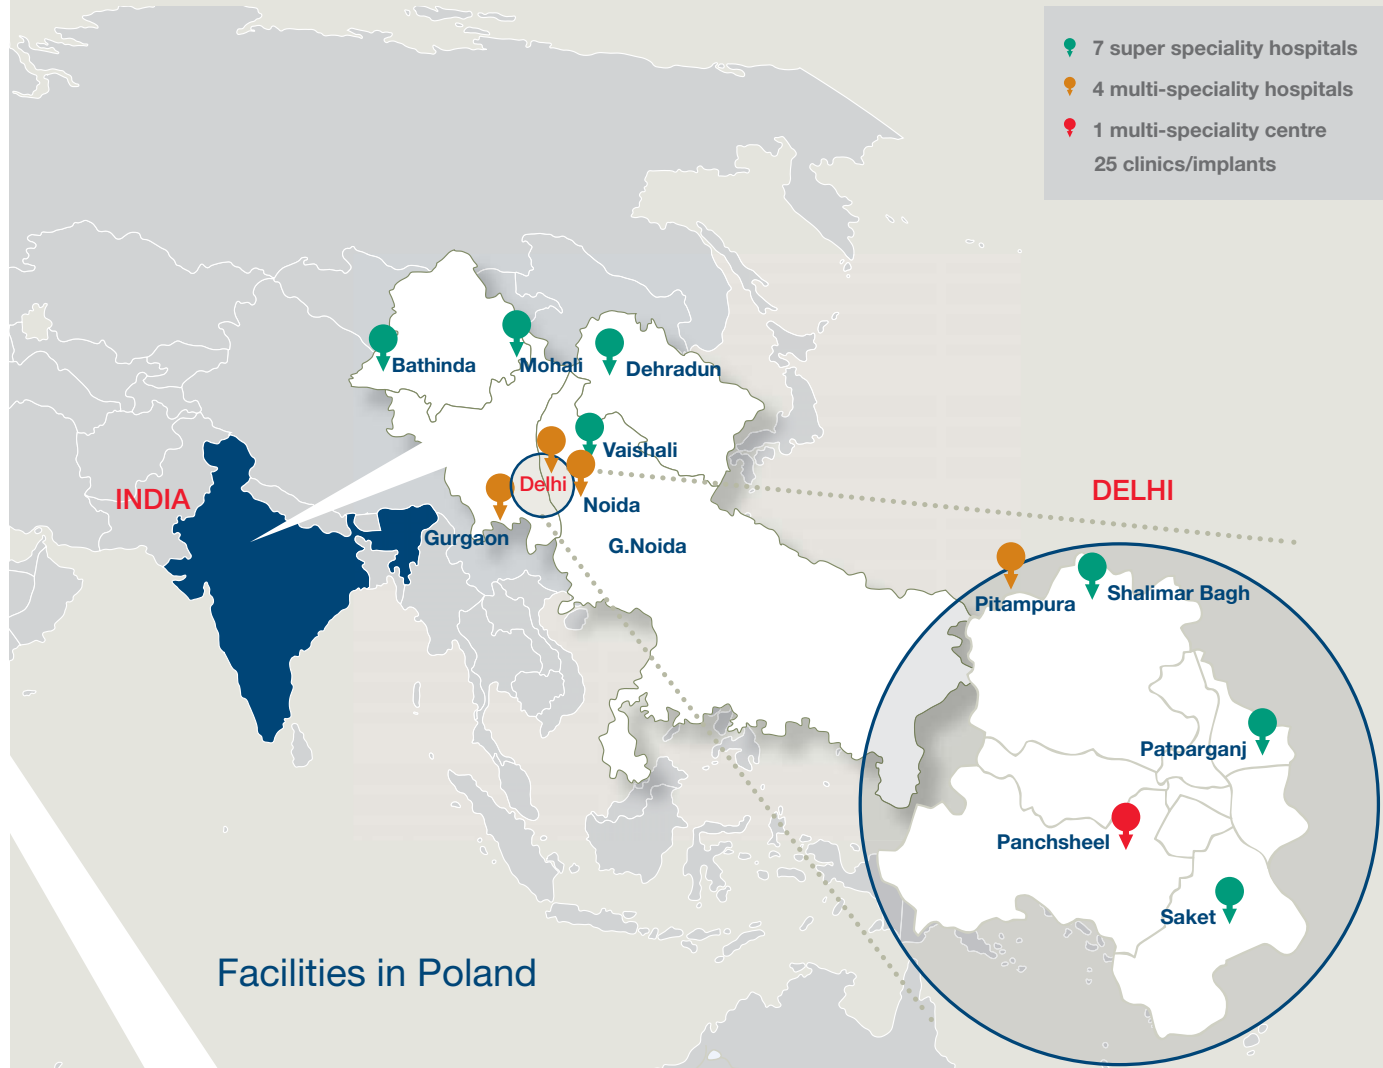 7 super speciality hospitals
4 multi-speciality hospitals
1 multi-speciality centre
25 clinics/implants
Bathinda
Mohali
Dehradun
Vaishali
INDIA
Delhi
Noida
Gurgaon
G.Noida
DELHI
Pitampura
Shalimar Bagh
Patparganj
Panchsheel
Saket
Facilities in Poland